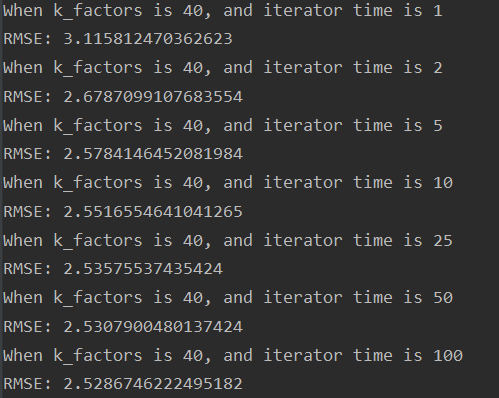 When k_factors is 40, and iterator time is 1
RMSE: 3.115812470362623
When k_factors is 40, and iterator time is 2
RMSE: 2.6787099107683554
When k_factors is 40, and iterator time is 5
RMSE: 2.5784146452081984
When k_factors is 40, and iterator time is 10
RMSE: 2.5516554641041265
When k_factors is 40, and iterator time is 25
RMSE: 2.53575537435424
When k_factors is 40, and iterator time is 50
RMSE: 2.5307900480137424
When k_factors is 40, and iterator time is 100
RMSE: 2.5286746222495182